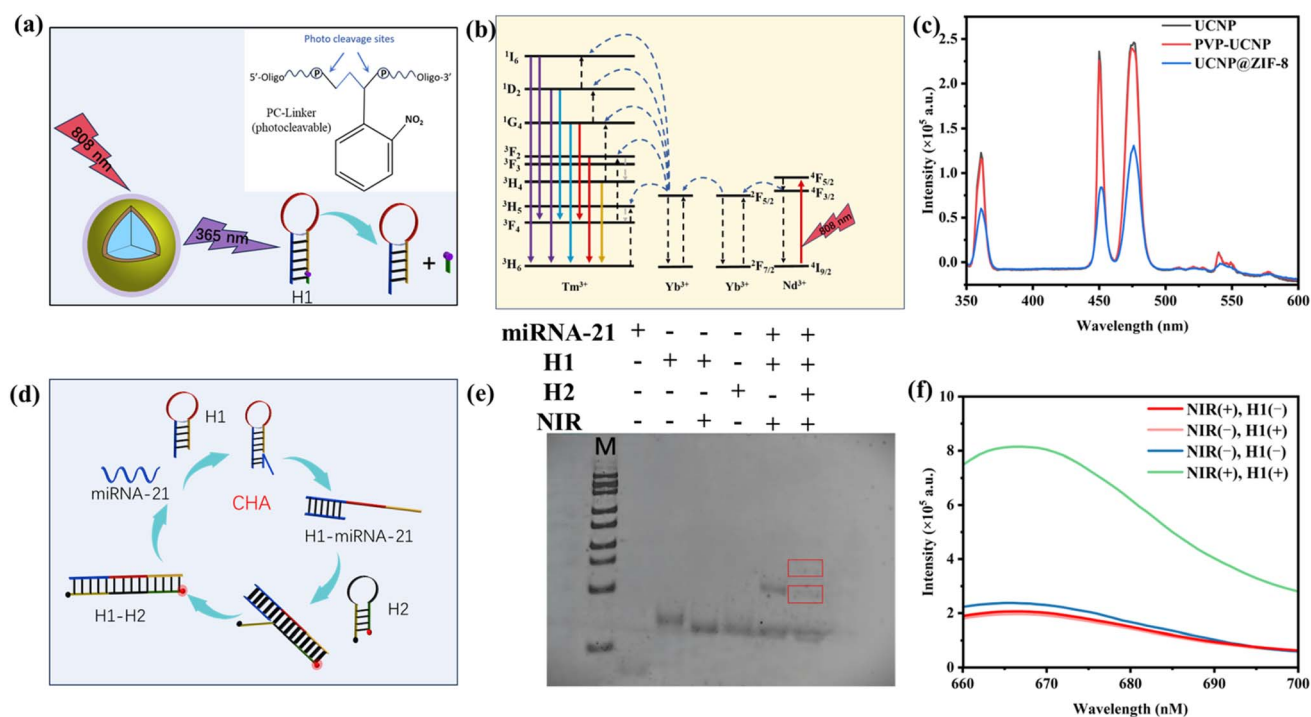 (a)
Photo cleavage sites
5'-Oligo P P Oligo-3'
PC-Linker
(photocleavable)
NO₂
808 nm
365 nm
H1
+
(b)
¹I₆
¹D₂
¹G₄
³F₂
³F₃
³H₄
³H₅
³F₄
³H₆
²F₅/₂
²F₇/₂
⁴F₅/₂
⁴F₃/₂
⁴I₉/₂
808 nm
Tm³⁺ Yb³⁺ Yb³⁺ Nd³⁺
(c)
UCNP
PVP-UCNP
UCNP@ZIF-8
Intensity (×10⁵ a.u.)
2.5
2.0
1.5
1.0
0.5
0.0
350 400 450 500 550 600
Wavelength (nm)
(d)
H1
miRNA-21
CHA
H1-miRNA-21
H2
H1-H2
(e)
miRNA-21 + - - - + +
H1 - + + - + +
H2 - - - + - +
NIR - - + - + +
M
(f)
NIR(+), H1(−)
NIR(−), H1(+)
NIR(−), H1(−)
NIR(+), H1(+)
Intensity (×10⁵ a.u.)
10
8
6
4
2
0
660 670 680 690 700
Wavelength (nM)